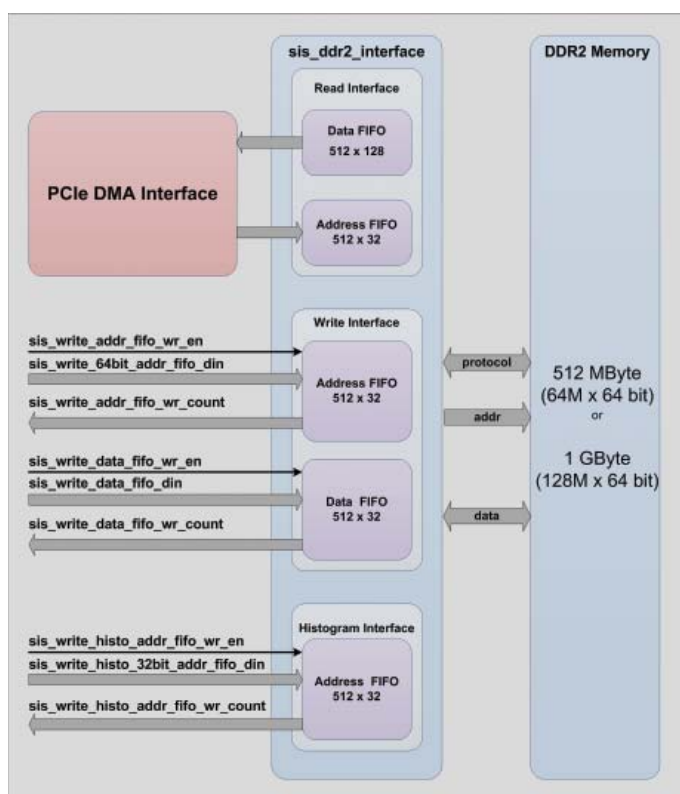 sis_ddr2_interface
DDR2 Memory
Read Interface
Data FIFO
512 x 128
PCIe DMA Interface
Address FIFO
512 x 32
Write Interface
sis_write_addr_fifo_wr_en
sis_write_64bit_addr_fifo_din
Address FIFO
512 x 32
sis_write_addr_fifo_wr_count
protocol
addr
512 MByte
(64M x 64 bit)
or
1 GByte
(128M x 64 bit)
sis_write_data_fifo_wr_en
sis_write_data_fifo_din
Data FIFO
512 x 32
sis_write_data_fifo_wr_count
data
Histogram Interface
sis_write_histo_addr_fifo_wr_en
sis_write_histo_32bit_addr_fifo_din
Address FIFO
512 x 32
sis_write_histo_addr_fifo_wr_count